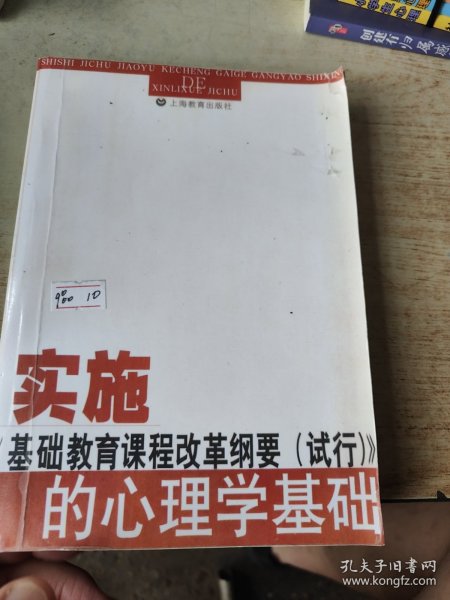 SHISHI JICHU JIAOYU KECHENG GAIGE GANGYAO SHIXIN
DE
XINLIXUE JICHU
上海教育出版社
10
实施
《基础教育课程改革纲要（试行）》
的心理学基础
孔夫子旧书网
www.kongfz.com